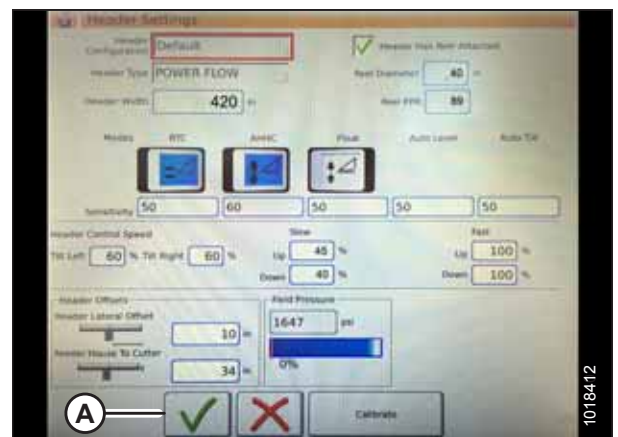 Header Settings
Header Configuration Default
Header Has Reel Attached
Header Type POWER FLOW
Reel Diameter 40 in
Header Width 420 in
Reel PPR 89
Modes RTC AHHC Float Auto Level Auto Tilt
Sensitivity 50 60 50 50 50
Header Control Speed
Slow
Fast
Tilt Left 60 % Tilt Right 60 %
Up 45 %
Up 100 %
Down 40 %
Down 100 %
Header Offsets
Field Pressure
Header Lateral Offset
1647 psi
10 in
Feeder House To Cutter
0%
34 in
A
Calibrate
1018412